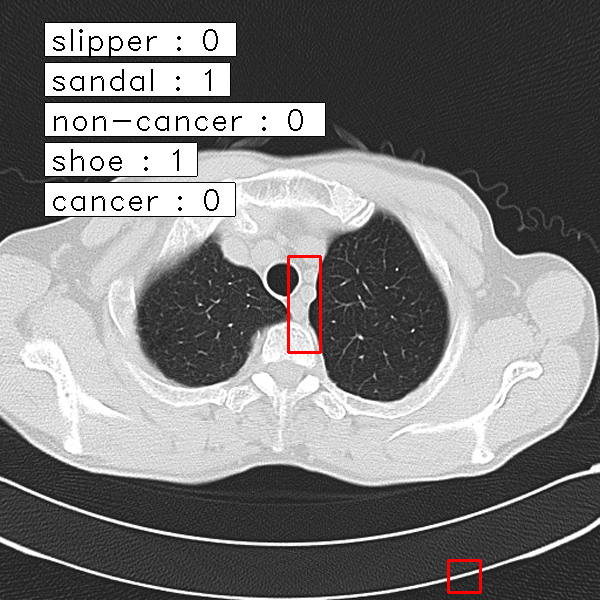 slipper : 0
sandal : 1
non-cancer : 0
shoe : 1
cancer : 0